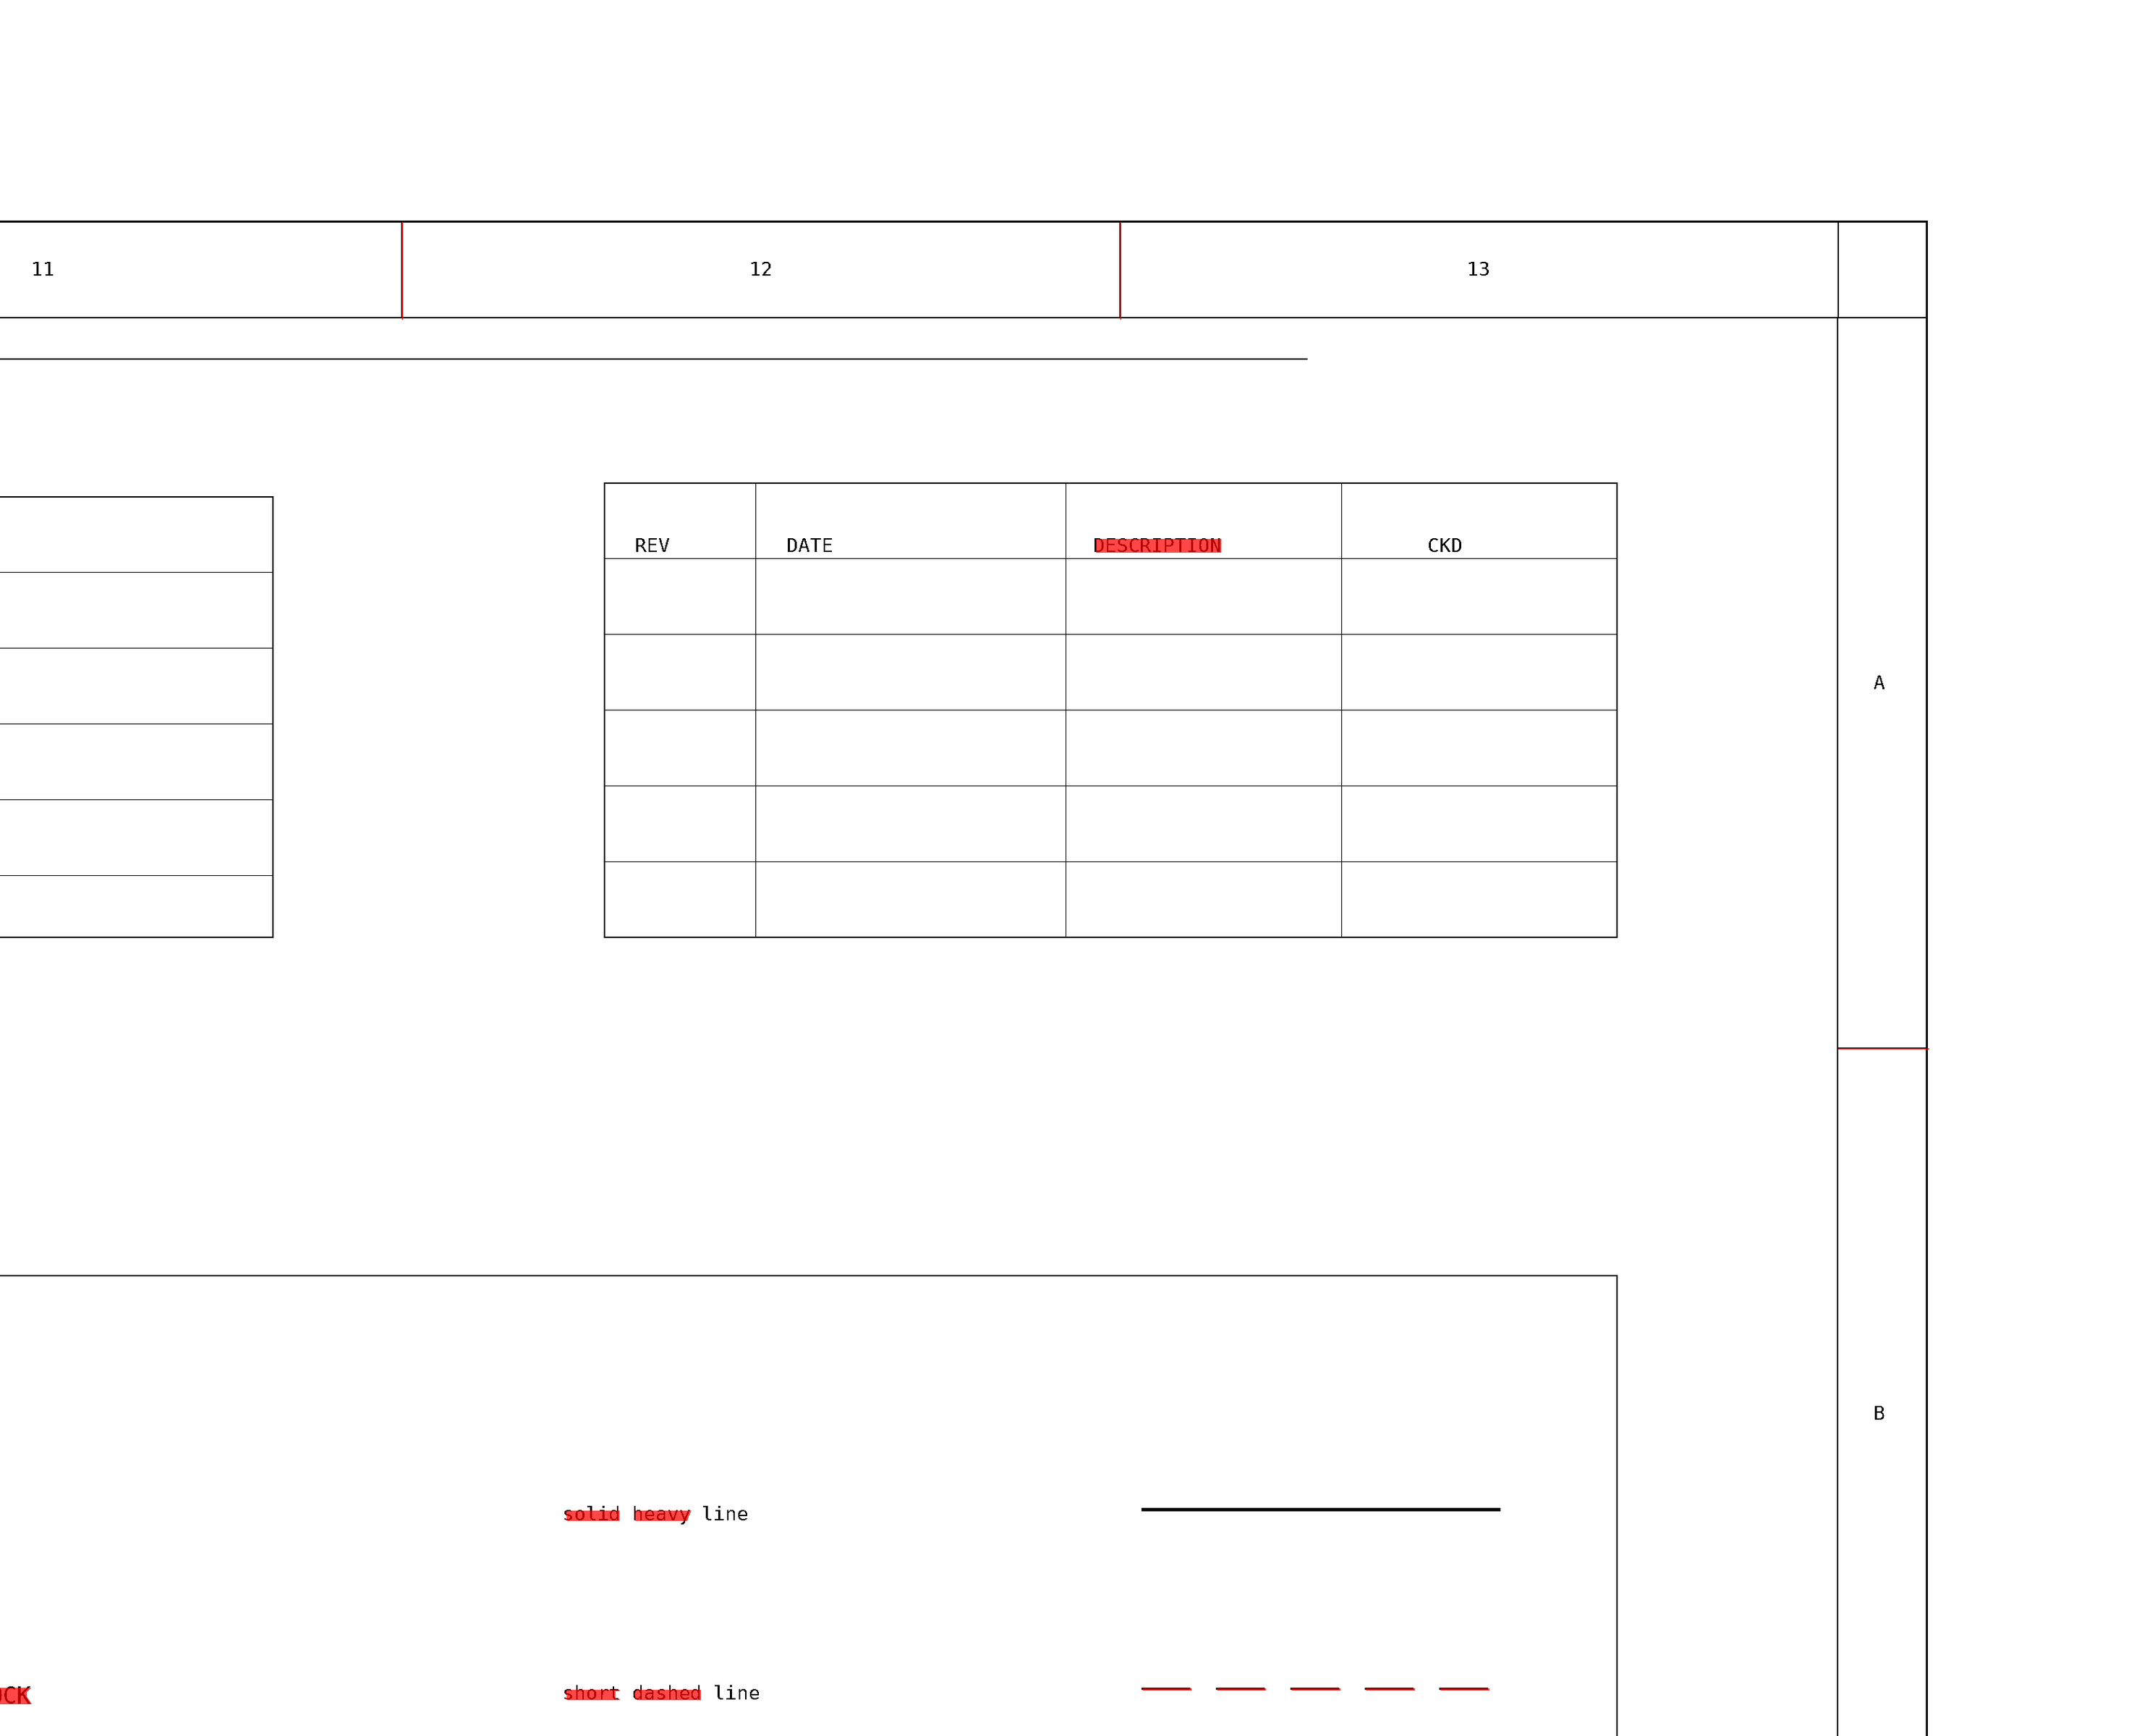 11 12 13
REV DATE DESCRIPTION CKD
A
B
solid heavy line
short dashed line